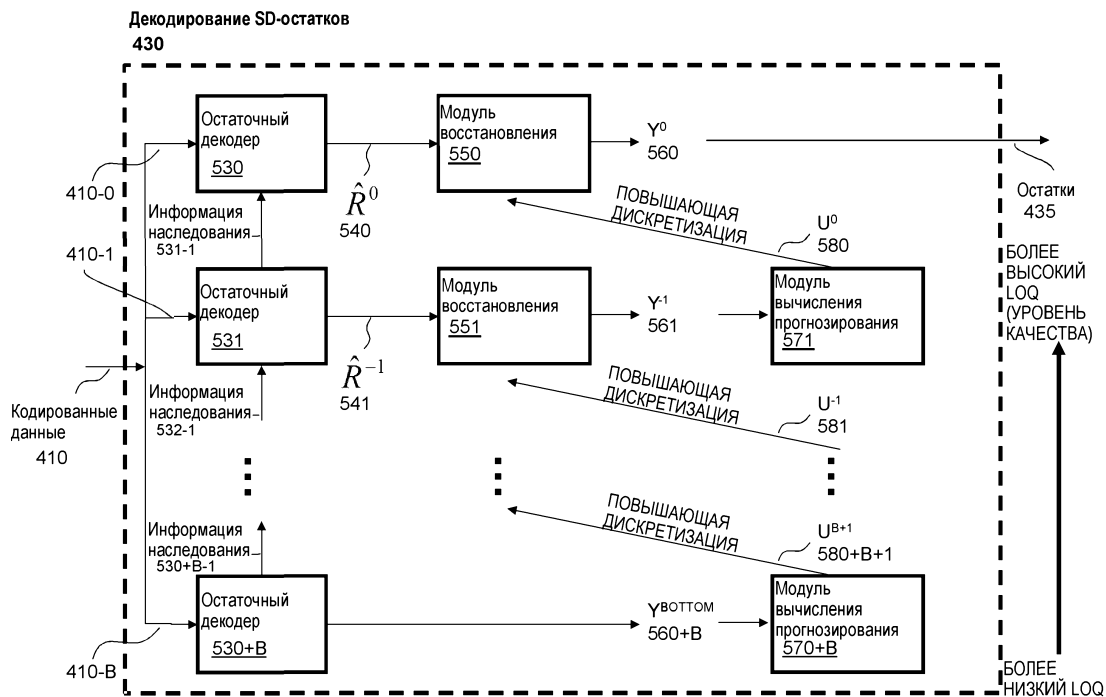 Декодирование SD-остатков
430
Остаточный
декодер
530
Модуль
восстановления
550
Y⁰
560
410-0
R̂⁰
540
Остатки
435
Информация
наследования
531-1
ПОВЫШАЮЩАЯ
ДИСКРЕТИЗАЦИЯ
U⁰
580
410-1
БОЛЕЕ
ВЫСОКИЙ
LOQ
(УРОВЕНЬ
КАЧЕСТВА)
Остаточный
декодер
531
Модуль
восстановления
551
Y⁻¹
561
Модуль
вычисления
прогнозирования
571
R̂⁻¹
541
Кодированные
данные
410
Информация
наследования
532-1
ПОВЫШАЮЩАЯ
ДИСКРЕТИЗАЦИЯ
U⁻¹
581
Информация
наследования
530+B-1
ПОВЫШАЮЩАЯ
ДИСКРЕТИЗАЦИЯ
U^B+1
580+B+1
Остаточный
декодер
530+B
Y^BOTTOM
560+B
Модуль
вычисления
прогнозирования
570+B
410-B
БОЛЕЕ
НИЗКИЙ LOQ